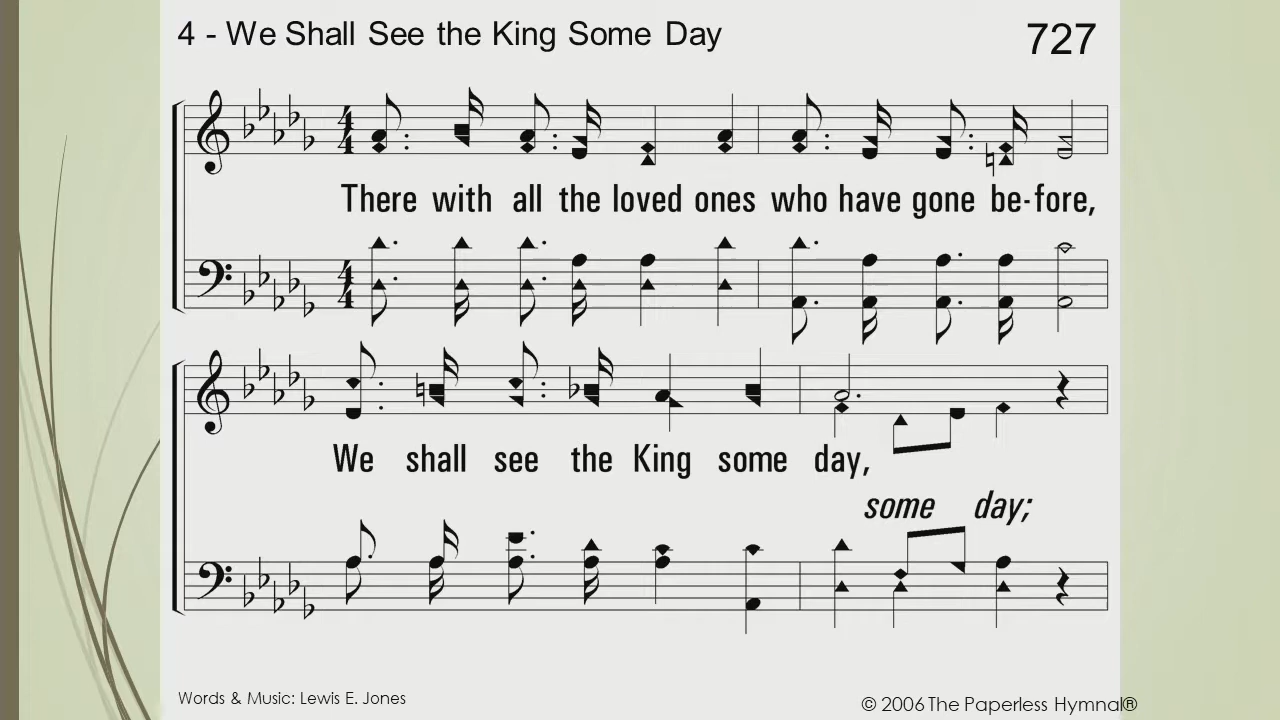 4 - We Shall See the King Some Day
727
There with all the loved ones who have gone be-fore,
We shall see the King some day,
some day;
Words & Music: Lewis E. Jones
© 2006 The Paperless Hymnal®